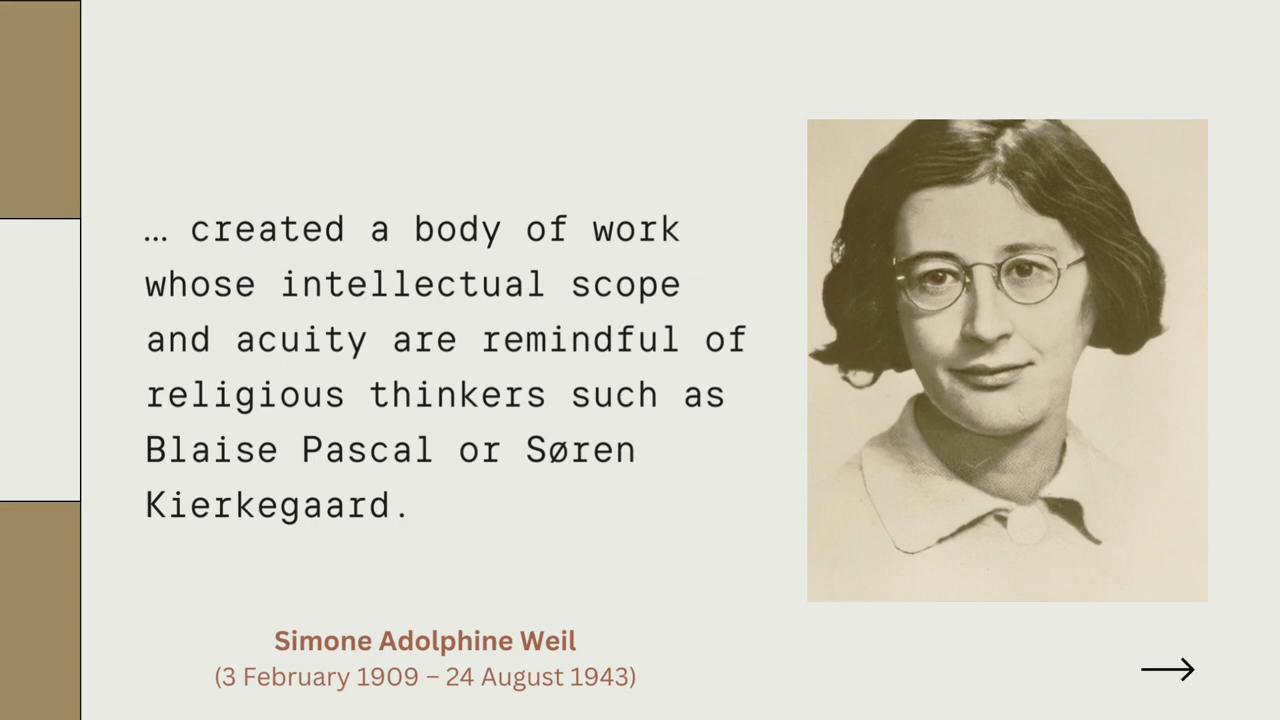 … created a body of work
whose intellectual scope
and acuity are remindful of
religious thinkers such as
Blaise Pascal or Søren
Kierkegaard.
Simone Adolphine Weil
(3 February 1909 – 24 August 1943)